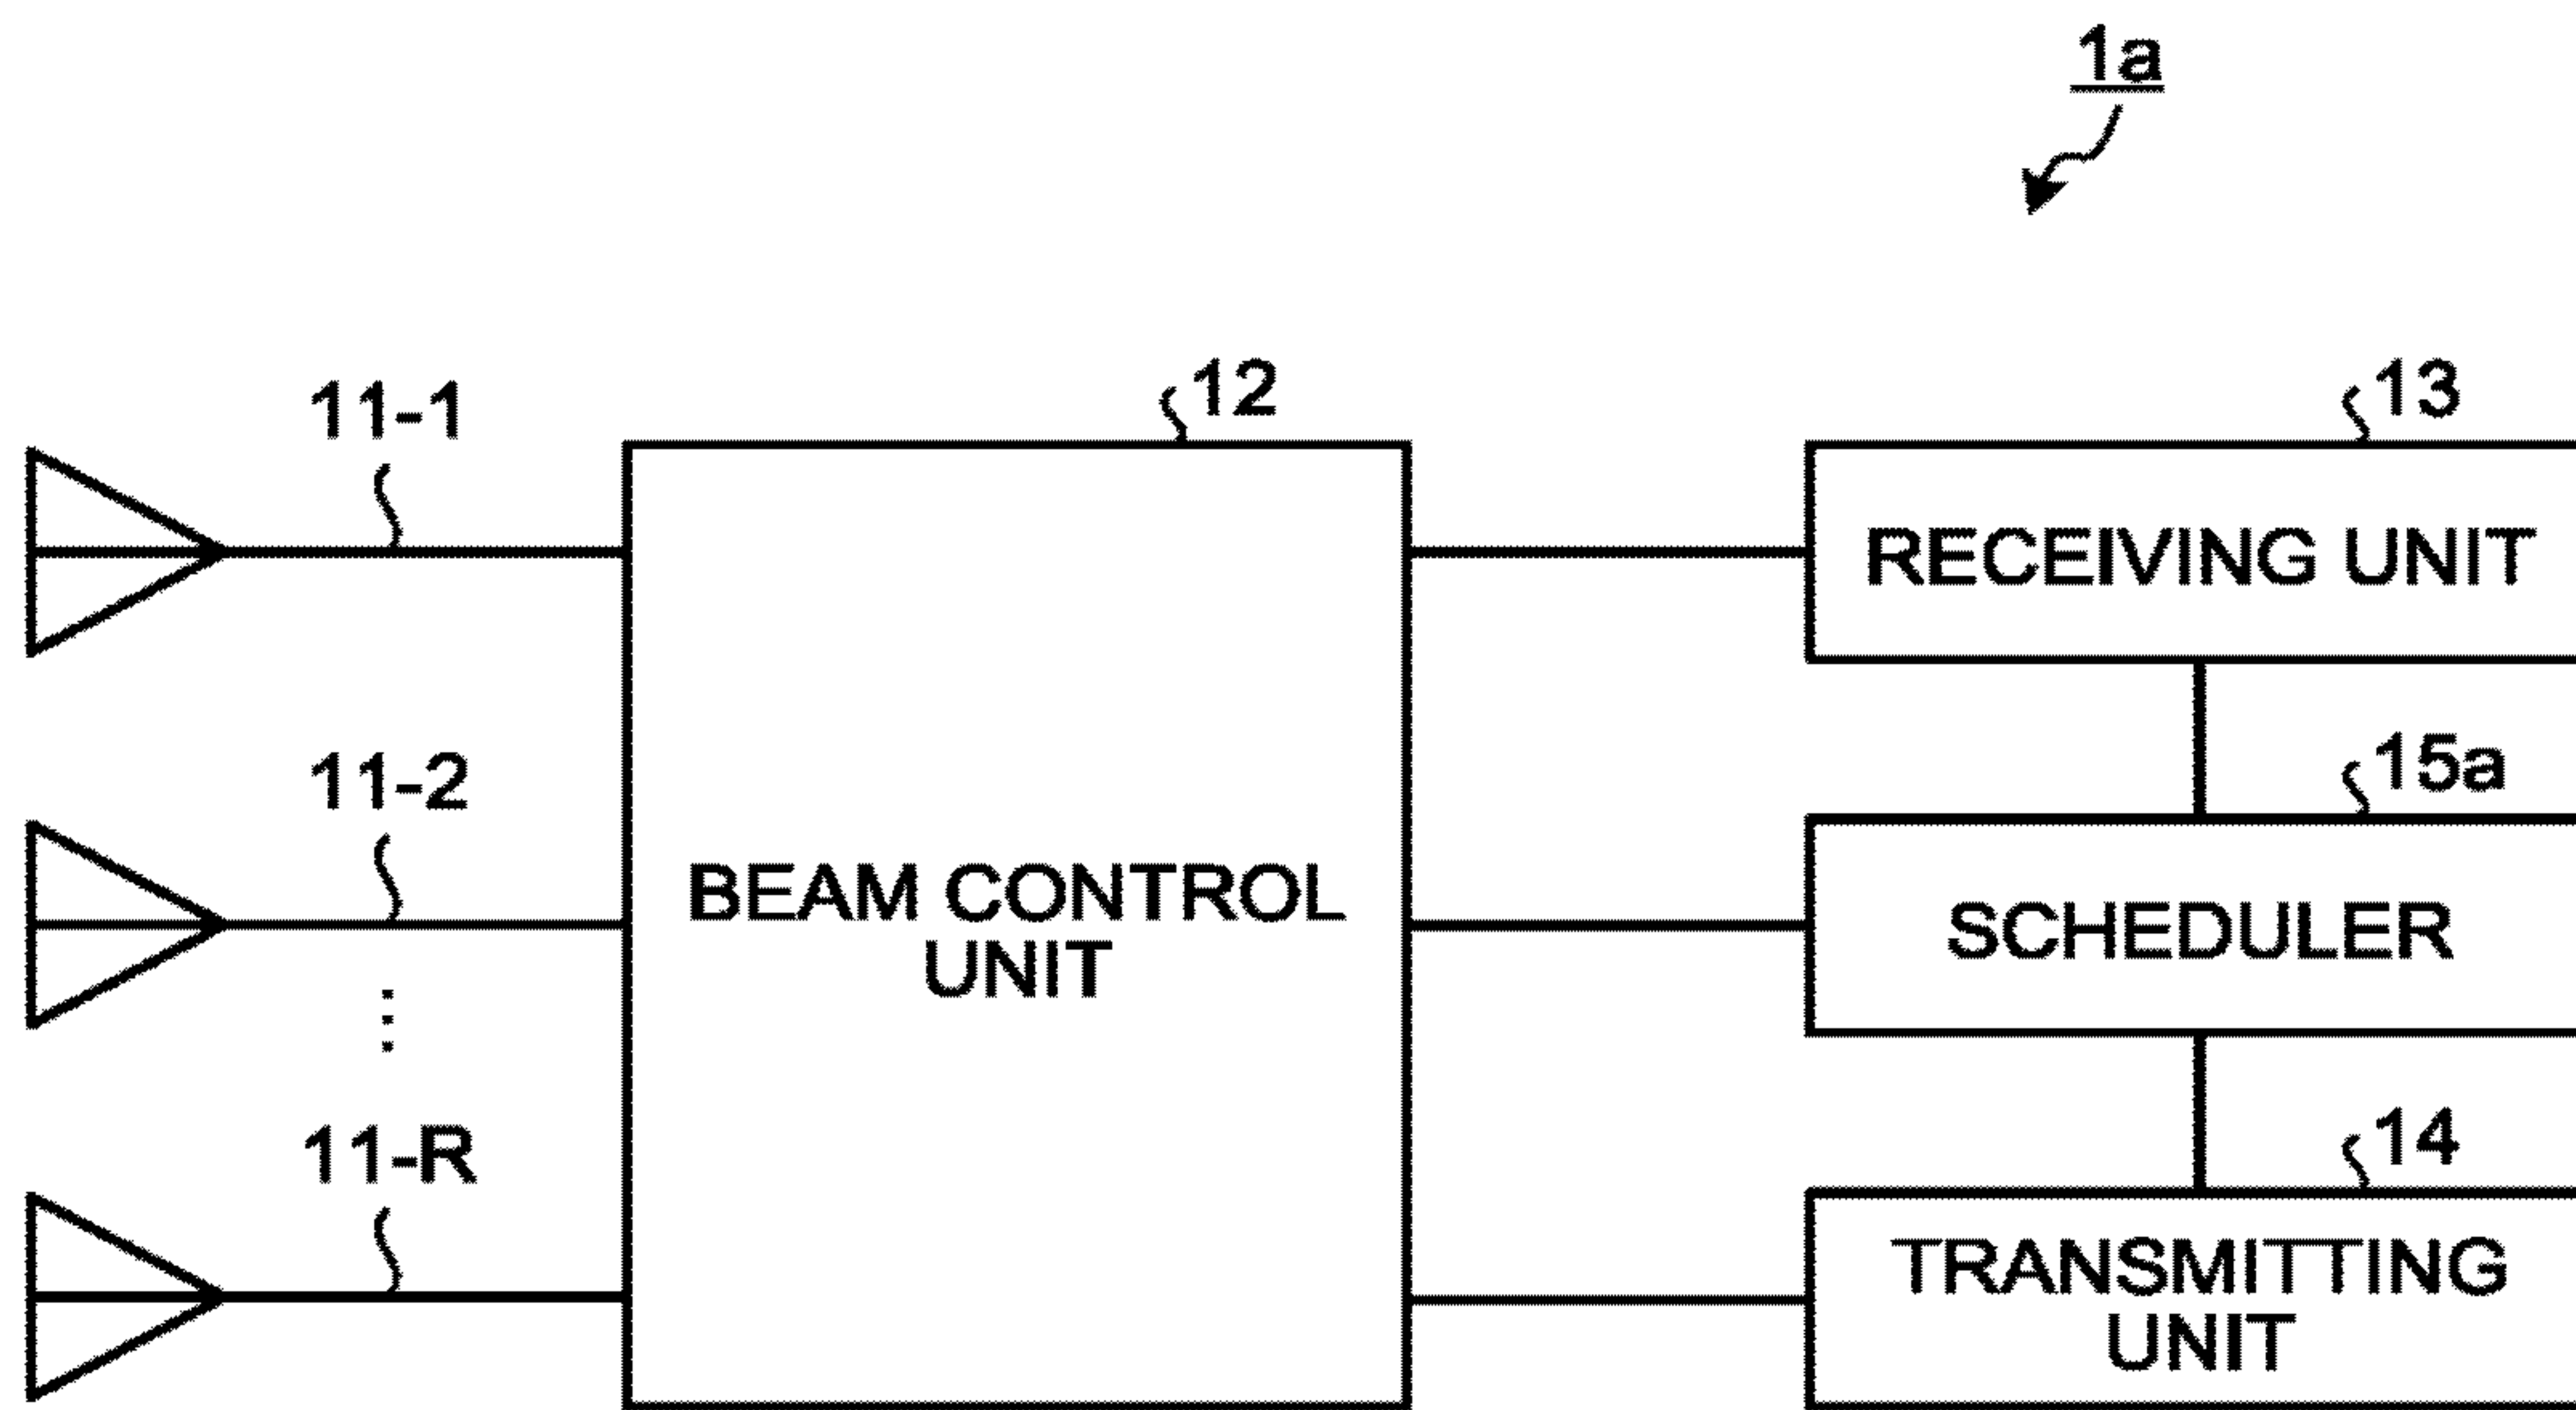 1a
11-1
12
13
RECEIVING UNIT
11-2
15a
BEAM CONTROL
UNIT
SCHEDULER
11-R
14
TRANSMITTING
UNIT